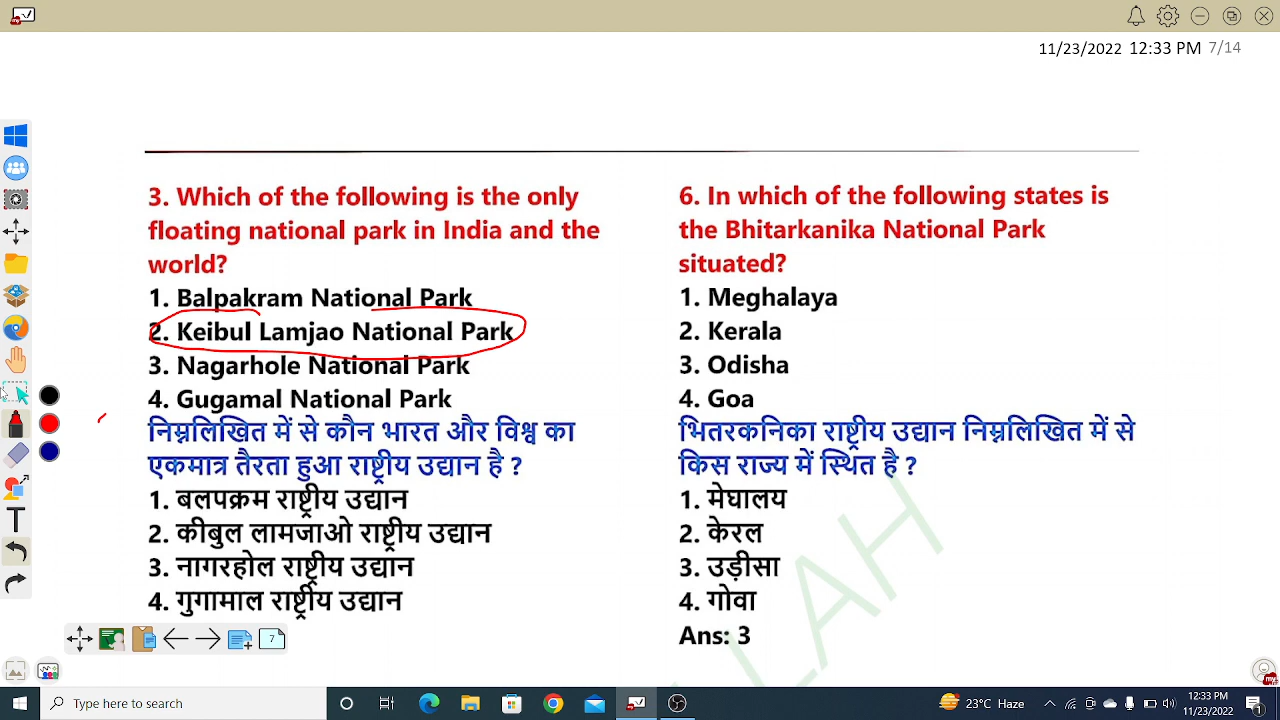 11/23/2022 12:33 PM 7/14
3. Which of the following is the only
floating national park in India and the
world?
1. Balpakram National Park
2. Keibul Lamjao National Park
3. Nagarhole National Park
4. Gugamal National Park
निम्नलिखित में से कौन भारत और विश्व का
एकमात्र तैरता हुआ राष्ट्रीय उद्यान है ?
1. बलपक्रम राष्ट्रीय उद्यान
2. कीबुल लामजाओ राष्ट्रीय उद्यान
3. नागरहोल राष्ट्रीय उद्यान
4. गुगामाल राष्ट्रीय उद्यान
6. In which of the following states is
the Bhitarkanika National Park
situated?
1. Meghalaya
2. Kerala
3. Odisha
4. Goa
भितरकनिका राष्ट्रीय उद्यान निम्नलिखित में से
किस राज्य में स्थित है ?
1. मेघालय
2. केरल
3. उड़ीसा
4. गोवा
Ans: 3
LLAH
7
Type here to search
23°C Haze
12:33 PM
11/23/2022
1